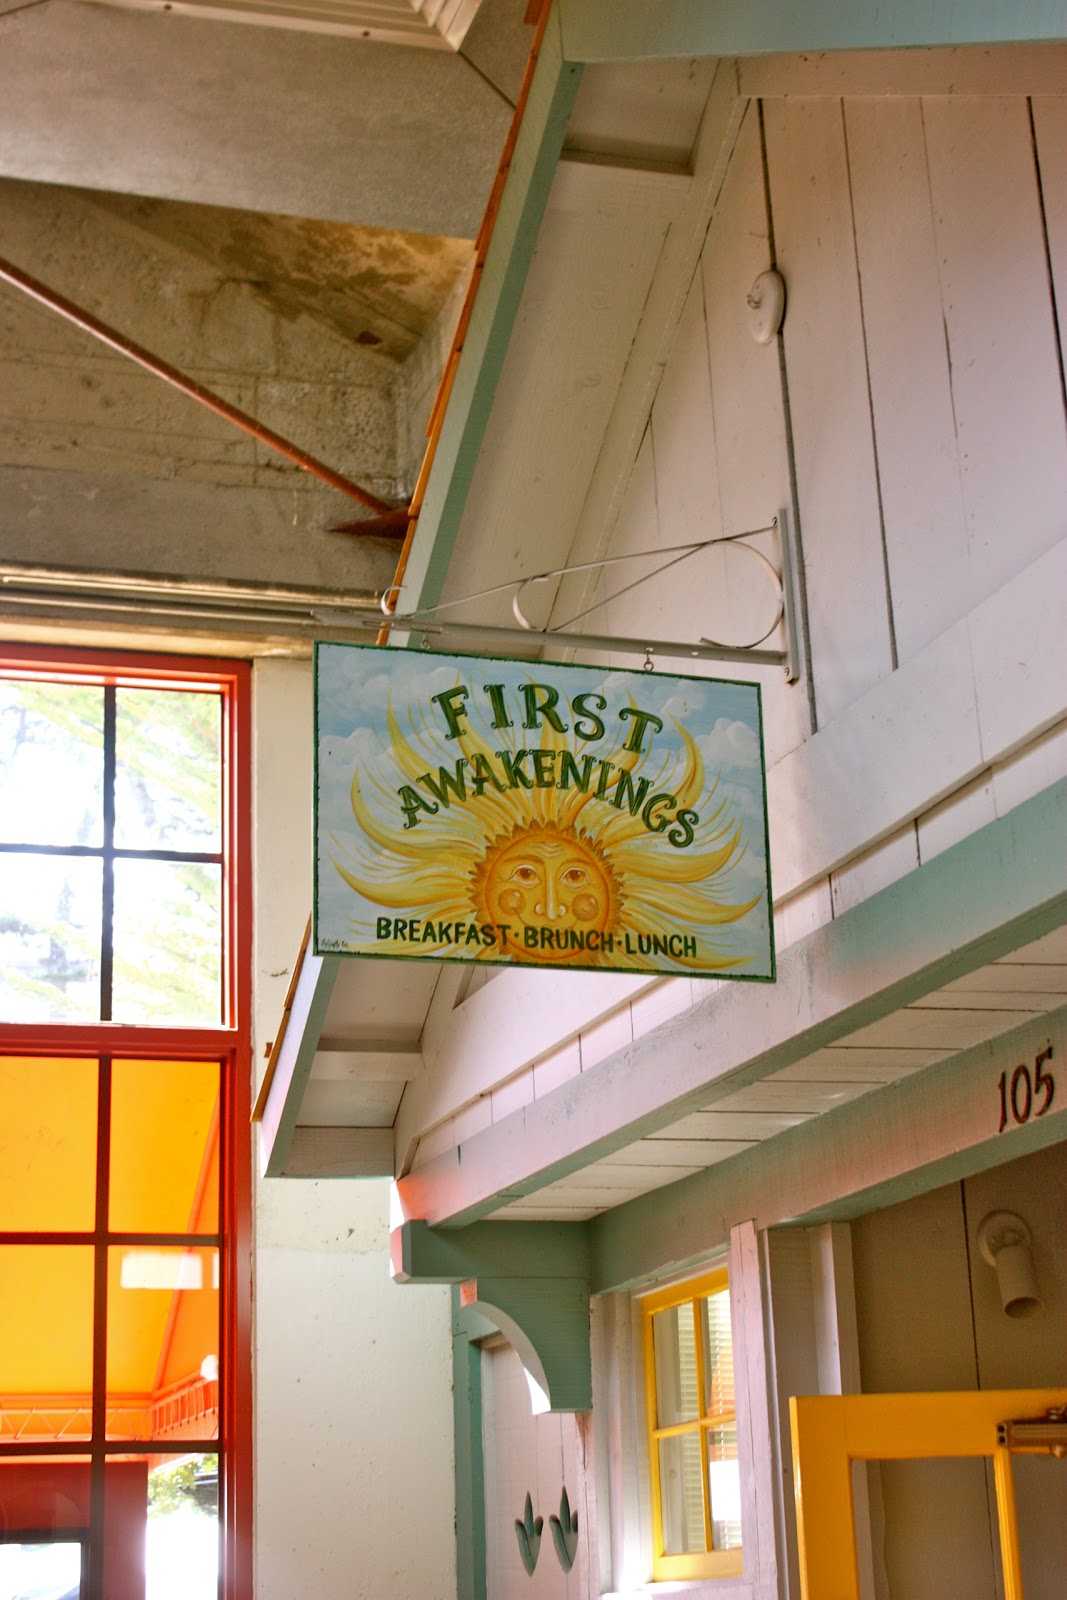 FIRST
AWAKENINGS
BREAKFAST · BRUNCH · LUNCH
105